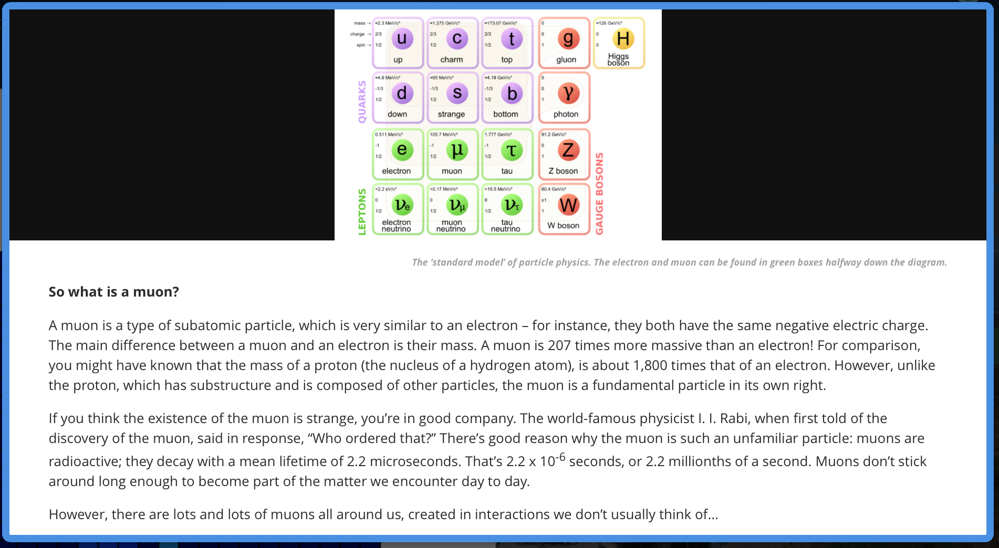 mass → ≈2.3 MeV/c² ≈1.275 GeV/c² ≈173.07 GeV/c² 0 ≈126 GeV/c²
charge → 2/3 2/3 2/3 0 0
spin → 1/2 1/2 1/2 1 0
u c t g H
up charm top gluon Higgs boson
QUARKS
≈4.8 MeV/c² ≈95 MeV/c² ≈4.18 GeV/c² 0
-1/3 -1/3 -1/3 0
1/2 1/2 1/2 1
d s b γ
down strange bottom photon
0.511 MeV/c² 105.7 MeV/c² 1.777 GeV/c² 91.2 GeV/c²
-1 -1 -1 0
1/2 1/2 1/2 1
e μ τ Z
electron muon tau Z boson
GAUGE BOSONS
LEPTONS
<2.2 eV/c² <0.17 MeV/c² <15.5 MeV/c² 80.4 GeV/c²
0 0 0 ±1
1/2 1/2 1/2 1
νe νμ ντ W
electron neutrino muon neutrino tau neutrino W boson
The ‘standard model’ of particle physics. The electron and muon can be found in green boxes halfway down the diagram.
So what is a muon?
A muon is a type of subatomic particle, which is very similar to an electron – for instance, they both have the same negative electric charge.
The main difference between a muon and an electron is their mass. A muon is 207 times more massive than an electron! For comparison,
you might have known that the mass of a proton (the nucleus of a hydrogen atom), is about 1,800 times that of an electron. However, unlike
the proton, which has substructure and is composed of other particles, the muon is a fundamental particle in its own right.
If you think the existence of the muon is strange, you’re in good company. The world-famous physicist I. I. Rabi, when first told of the
discovery of the muon, said in response, “Who ordered that?” There’s good reason why the muon is such an unfamiliar particle: muons are
radioactive; they decay with a mean lifetime of 2.2 microseconds. That’s 2.2 x 10⁻⁶ seconds, or 2.2 millionths of a second. Muons don’t stick
around long enough to become part of the matter we encounter day to day.
However, there are lots and lots of muons all around us, created in interactions we don’t usually think of…